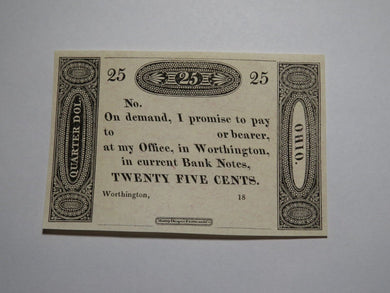 25 25 25
QUARTER DOL.
No.
On demand, I promise to pay
to or bearer,
at my Office, in Worthington,
in current Bank Notes,
TWENTY FIVE CENTS.
Worthington, 18
OHIO